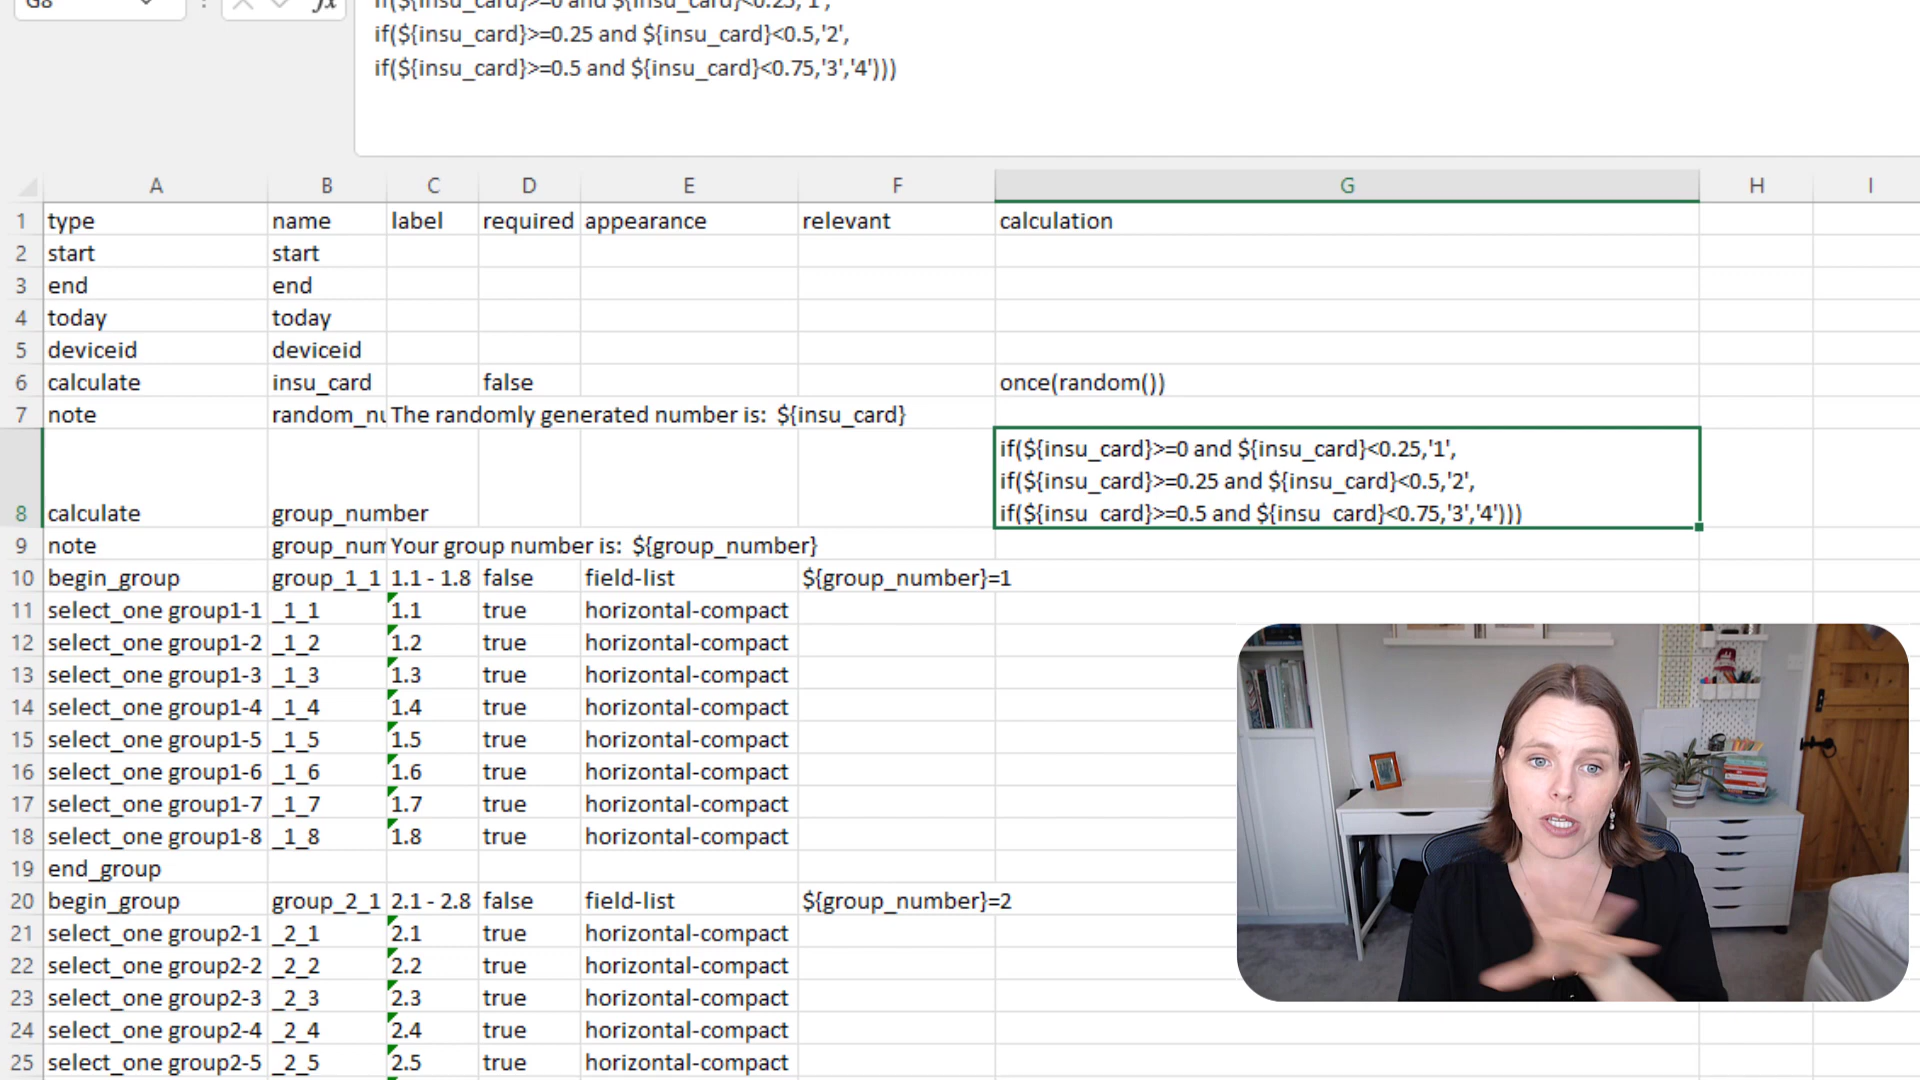 G8
fx
if(${insu_card}>=0 and ${insu_card}<0.25,'1',
if(${insu_card}>=0.25 and ${insu_card}<0.5,'2',
if(${insu_card}>=0.5 and ${insu_card}<0.75,'3','4')))
A B C D E F G H I
1 type name label required appearance relevant calculation
2 start start
3 end end
4 today today
5 deviceid deviceid
6 calculate insu_card false once(random())
7 note random_nu The randomly generated number is: ${insu_card}
if(${insu_card}>=0 and ${insu_card}<0.25,'1',
if(${insu_card}>=0.25 and ${insu_card}<0.5,'2',
8 calculate group_number if(${insu_card}>=0.5 and ${insu_card}<0.75,'3','4')))
9 note group_num Your group number is: ${group_number}
10 begin_group group_1_1 1.1 - 1.8 false field-list ${group_number}=1
11 select_one group1-1 _1_1 1.1 true horizontal-compact
12 select_one group1-2 _1_2 1.2 true horizontal-compact
13 select_one group1-3 _1_3 1.3 true horizontal-compact
14 select_one group1-4 _1_4 1.4 true horizontal-compact
15 select_one group1-5 _1_5 1.5 true horizontal-compact
16 select_one group1-6 _1_6 1.6 true horizontal-compact
17 select_one group1-7 _1_7 1.7 true horizontal-compact
18 select_one group1-8 _1_8 1.8 true horizontal-compact
19 end_group
20 begin_group group_2_1 2.1 - 2.8 false field-list ${group_number}=2
21 select_one group2-1 _2_1 2.1 true horizontal-compact
22 select_one group2-2 _2_2 2.2 true horizontal-compact
23 select_one group2-3 _2_3 2.3 true horizontal-compact
24 select_one group2-4 _2_4 2.4 true horizontal-compact
25 select_one group2-5 _2_5 2.5 true horizontal-compact